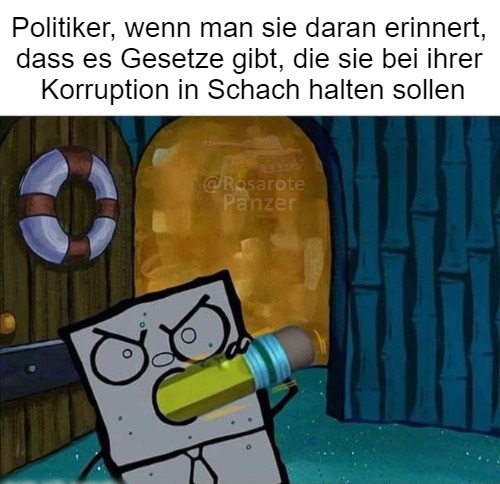 Politiker, wenn man sie daran erinnert,
dass es Gesetze gibt, die sie bei ihrer
Korruption in Schach halten sollen
@Rosarote
Panzer